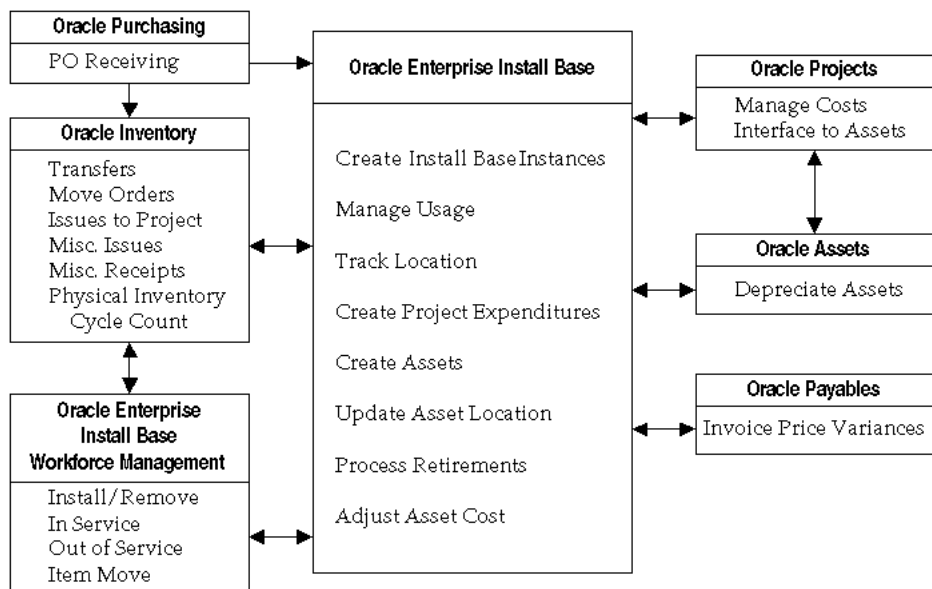 Oracle Purchasing
PO Receiving
Oracle Inventory
Transfers
Move Orders
Issues to Project
Misc. Issues
Misc. Receipts
Physical Inventory
Cycle Count
Oracle Enterprise
Install Base
Workforce Management
Install/Remove
In Service
Out of Service
Item Move
Oracle Enterprise Install Base
Create Install Base Instances
Manage Usage
Track Location
Create Project Expenditures
Create Assets
Update Asset Location
Process Retirements
Adjust Asset Cost
Oracle Projects
Manage Costs
Interface to Assets
Oracle Assets
Depreciate Assets
Oracle Payables
Invoice Price Variances